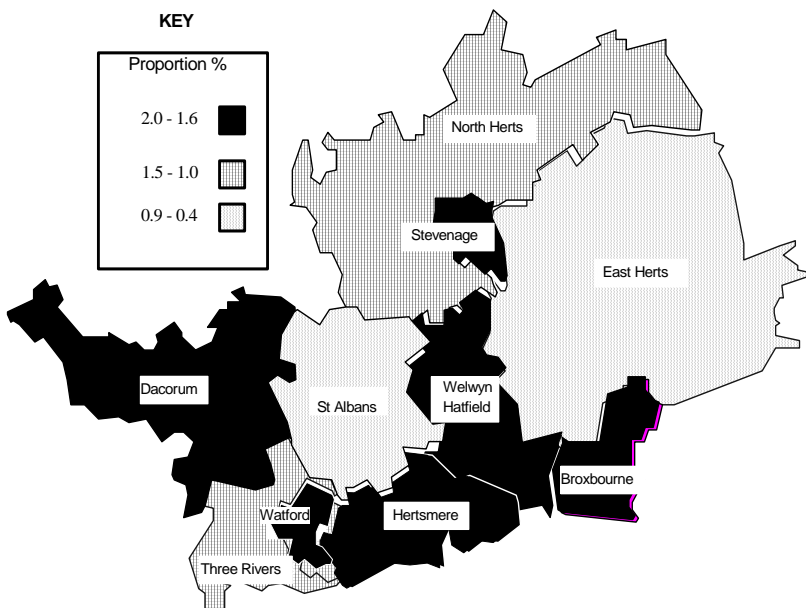 KEY
Proportion %
2.0 - 1.6
1.5 - 1.0
0.9 - 0.4
North Herts
Stevenage
East Herts
Dacorum
St Albans
Welwyn
Hatfield
Broxbourne
Watford
Hertsmere
Three Rivers